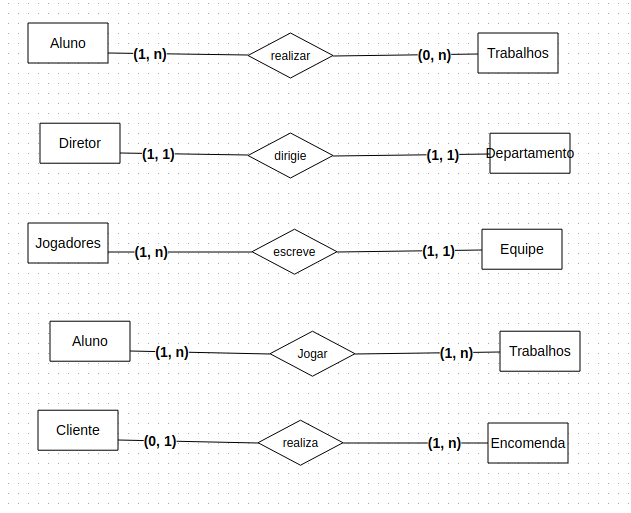 Aluno (1, n) realizar (0, n) Trabalhos
Diretor (1, 1) dirigie (1, 1) Departamento
Jogadores (1, n) escreve (1, 1) Equipe
Aluno (1, n) Jogar (1, n) Trabalhos
Cliente (0, 1) realiza (1, n) Encomenda